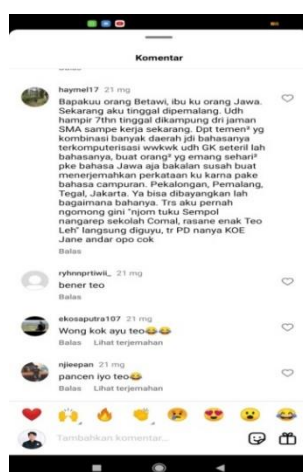 Komentar
haymel17 21 mg
Bapakuu orang Betawi, ibu ku orang Jawa.
Sekarang aku tinggal dipemalang. Udh
hampir 7thn tinggal dikampung dri jaman
SMA sampe kerja sekarang. Dpt temen² yg
kombinasi banyak daerah jdi bahasanya
terkomputerisasi wwkwk udh GK seteril lah
bahasanya, buat orang² yg emang sehari²
pke bahasa Jawa aja bakalan susah buat
menerjemahkan perkataan ku karna pake
bahasa campuran. Pekalongan, Pemalang,
Tegal, Jakarta. Ya bisa dibayangkan lah
bagaimana bahanya. Trs aku pernah
ngomong gini "njom tuku Sempol
nangarep sekolah Comal, rasane enak Teo
Leh" langsung diguyu, tr PD nanya KOE
Jane andar opo cok
Balas
ryhnnprtiwii_ 21 mg
bener teo
Balas
ekosaputra107 21 mg
Wong kok ayu teo😂😂
Balas Lihat terjemahan
njieepan 21 mg
pancen iyo teo😂
Balas Lihat terjemahan
Tambahkan komentar...